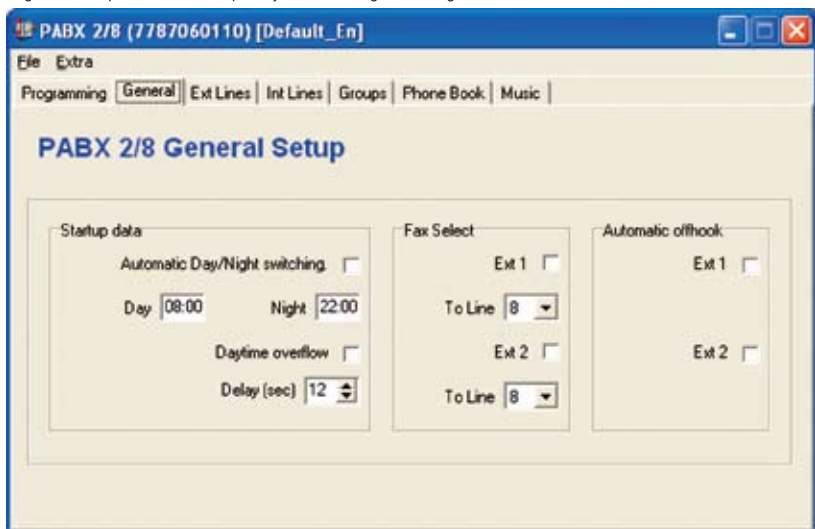 PABX 2/8 (7787060110) [Default_En]
File Extra
Programming General Ext Lines Int Lines Groups Phone Book Music
PABX 2/8 General Setup
Startup data
Automatic Day/Night switching.
Day 08:00 Night 22:00
Daytime overflow
Delay (sec) 12
Fax Select
Ext 1
To Line 8
Ext 2
To Line 8
Automatic offhook
Ext 1
Ext 2